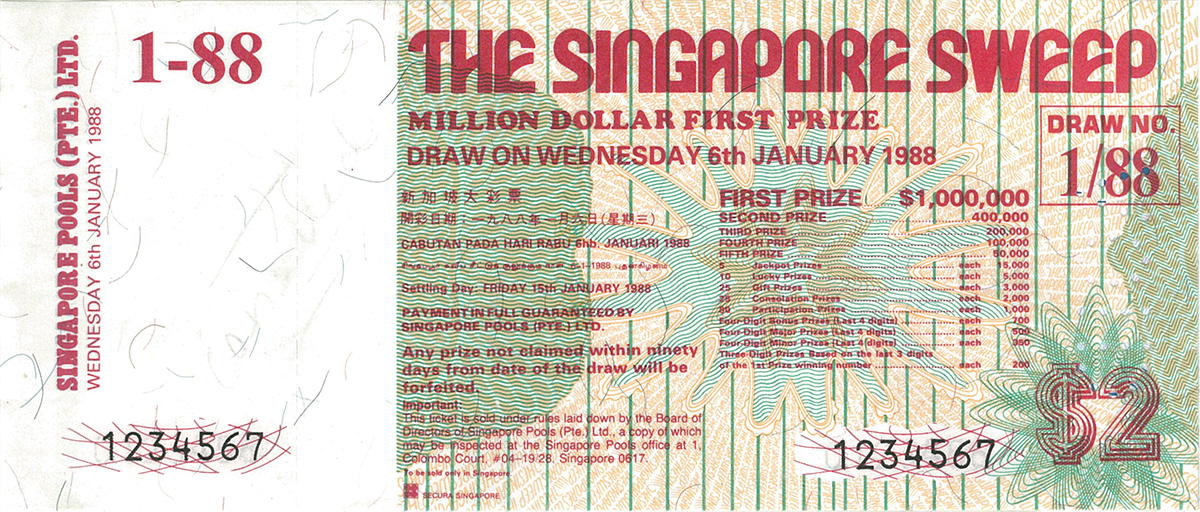 SINGAPORE POOLS (PTE.) LTD.
WEDNESDAY 6th JANUARY 1988
1-88
1234567
THE SINGAPORE SWEEP
MILLION DOLLAR FIRST PRIZE
DRAW ON WEDNESDAY 6th JANUARY 1988
DRAW NO.
1/88
新加坡大彩票
開彩日期:一九八八年一月六日(星期三)
CABUTAN PADA HARI RABU 6hb. JANUARI 1988
6-1-1988
Settling Day: FRIDAY 15th JANUARY 1988
PAYMENT IN FULL GUARANTEED BY
SINGAPORE POOLS (PTE.) LTD.
Any prize not claimed within ninety
days from date of the draw will be
forfeited.
Important:
This ticket is sold under rules laid down by the Board of
Directors of Singapore Pools (Pte.) Ltd., a copy of which
may be inspected at the Singapore Pools office at 1,
Colombo Court, #04-19/28, Singapore 0617.
To be sold only in Singapore.
SECURA SINGAPORE
FIRST PRIZE $1,000,000
SECOND PRIZE 400,000
THIRD PRIZE 200,000
FOURTH PRIZE 100,000
FIFTH PRIZE 50,000
5 Jackpot Prizes each 15,000
10 Lucky Prizes each 5,000
25 Gift Prizes each 3,000
Consolation Prizes each 2,000
Participation Prizes each 1,000
Four-Digit Bonus Prizes (Last 4 digits) each 700
Four-Digit Major Prizes (Last 4 digits) each 500
Four-Digit Minor Prizes (Last 4 digits) each 350
Three-Digit Prizes Based on the last 3 digits
of the 1st Prize winning number each 200
1234567
$2